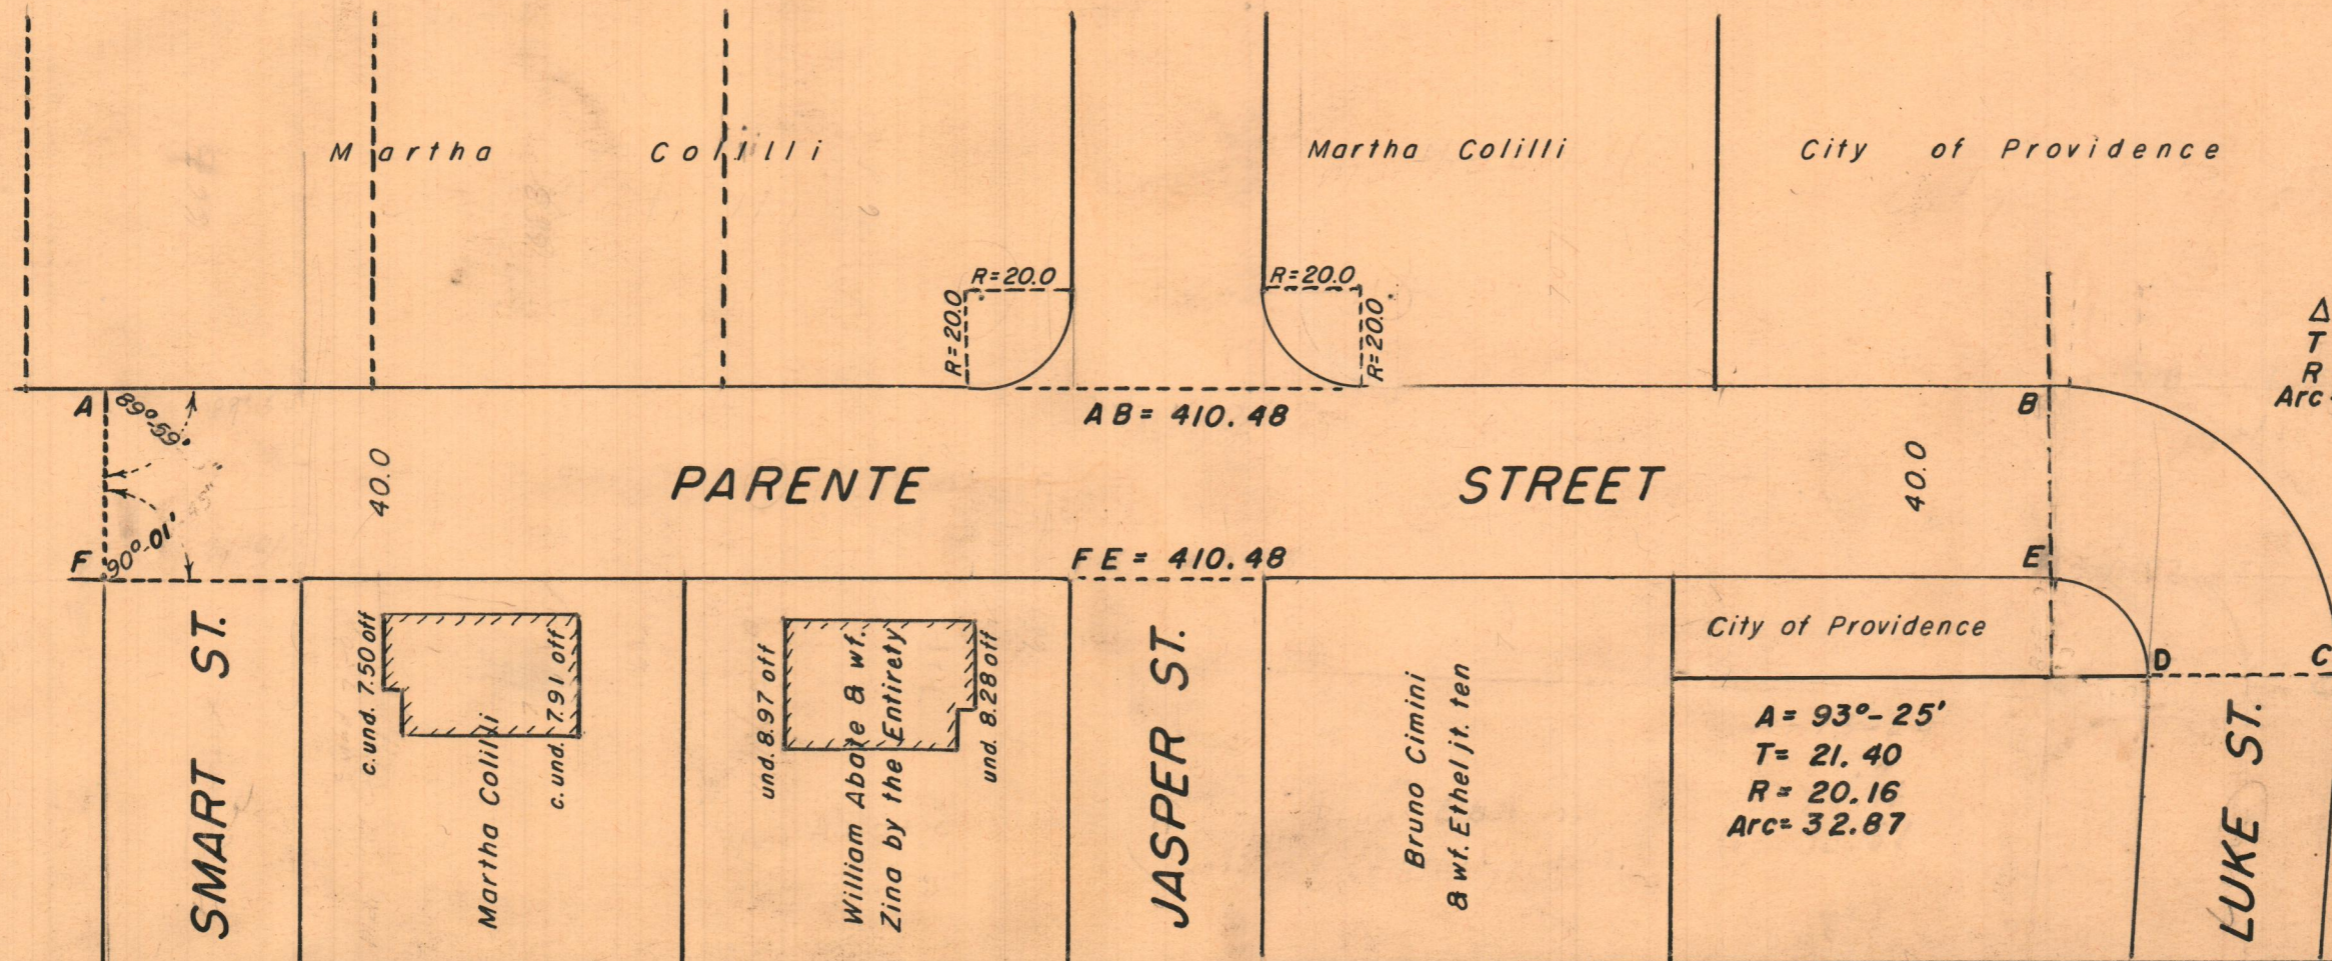 Martha Colilli
Martha Colilli
City of Providence
R=20.0
R=20.0
R=20.0
R=20.0
Δ
T
R
Arc
A
89°-59'
AB= 410.48
B
40.0
PARENTE STREET
40.0
F
90°-01'
FE= 410.48
E
SMART ST.
c.und. 7.50 off
Martha Colilli
c.und. 7.91 off
und. 8.97 off
William Abate & wf.
Zina by the Entirety
und. 8.28 off
JASPER ST.
Bruno Cimini
& wf. Ethel jt. ten
City of Providence
D
C
A= 93°-25'
T= 21.40
R= 20.16
Arc= 32.87
LUKE ST.